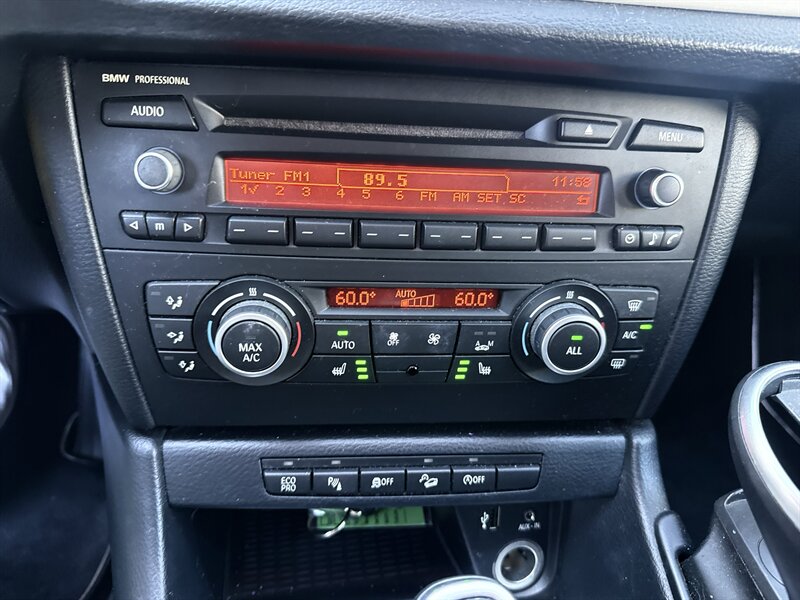 BMW PROFESSIONAL
AUDIO
MENU
Tuner FM1 89.5 11:58
1√ 2 3 4 5 6 FM AM SET SC
m
60.0° AUTO 60.0°
MAX A/C
AUTO
OFF
A M
ALL
A/C
ECO PRO
OFF
OFF
AUX-IN